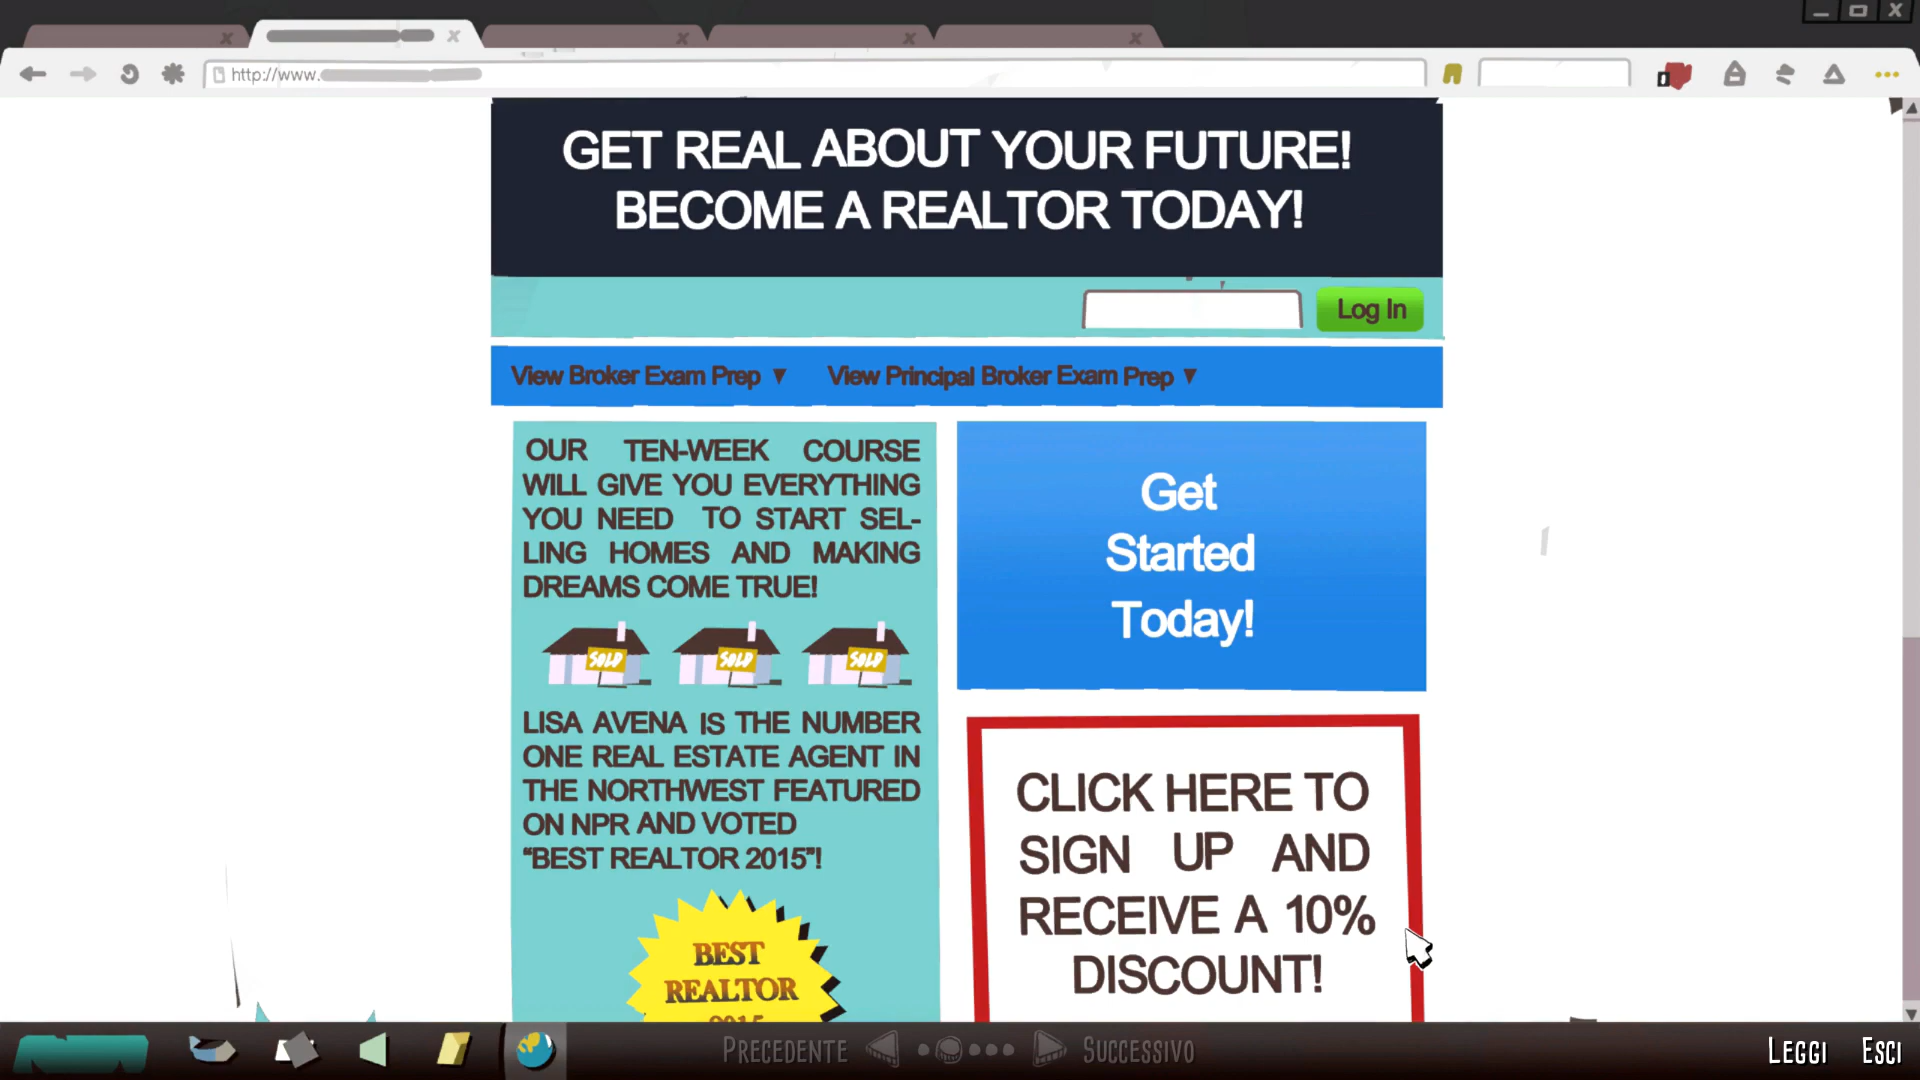 http://www.
GET REAL ABOUT YOUR FUTURE!
BECOME A REALTOR TODAY!
Log In
View Broker Exam Prep ▼ View Principal Broker Exam Prep ▼
OUR TEN-WEEK COURSE
WILL GIVE YOU EVERYTHING
YOU NEED TO START SEL-
LING HOMES AND MAKING
DREAMS COME TRUE!
SOLD SOLD SOLD
LISA AVENA IS THE NUMBER
ONE REAL ESTATE AGENT IN
THE NORTHWEST FEATURED
ON NPR AND VOTED
“BEST REALTOR 2015”!
BEST
REALTOR
2015
Get
Started
Today!
CLICK HERE TO
SIGN UP AND
RECEIVE A 10%
DISCOUNT!
PRECEDENTE SUCCESSIVO
LEGGI ESCI